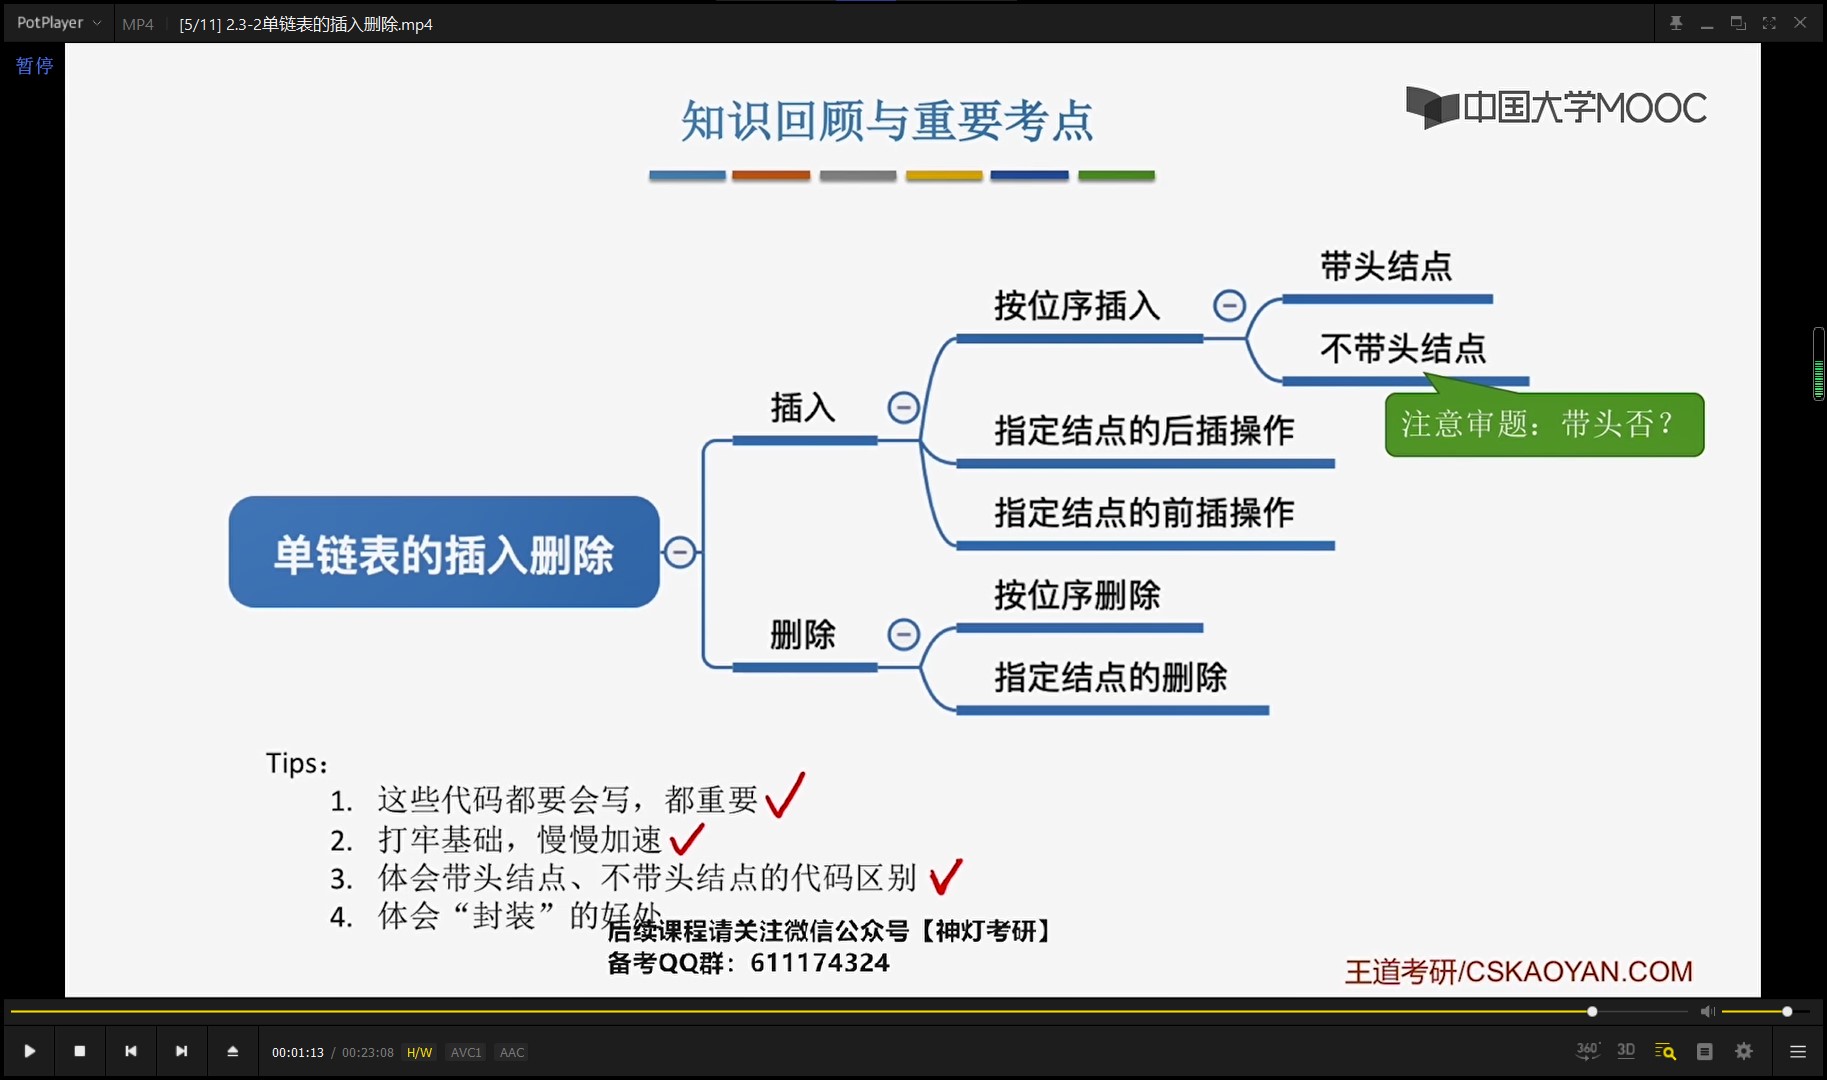 PotPlayer MP4 [5/11] 2.3-2单链表的插入删除.mp4
暂停
知识回顾与重要考点
中国大学MOOC
带头结点
按位序插入
不带头结点
插入
注意审题：带头否？
指定结点的后插操作
指定结点的前插操作
单链表的插入删除
按位序删除
删除
指定结点的删除
Tips：
1. 这些代码都要会写，都重要
2. 打牢基础，慢慢加速
3. 体会带头结点、不带头结点的代码区别
4. 体会“封装”的好处
后续课程请关注微信公众号【神灯考研】
备考QQ群：611174324
王道考研/CSKAOYAN.COM
00:01:13 / 00:23:08 H/W AVC1 AAC
360° 3D